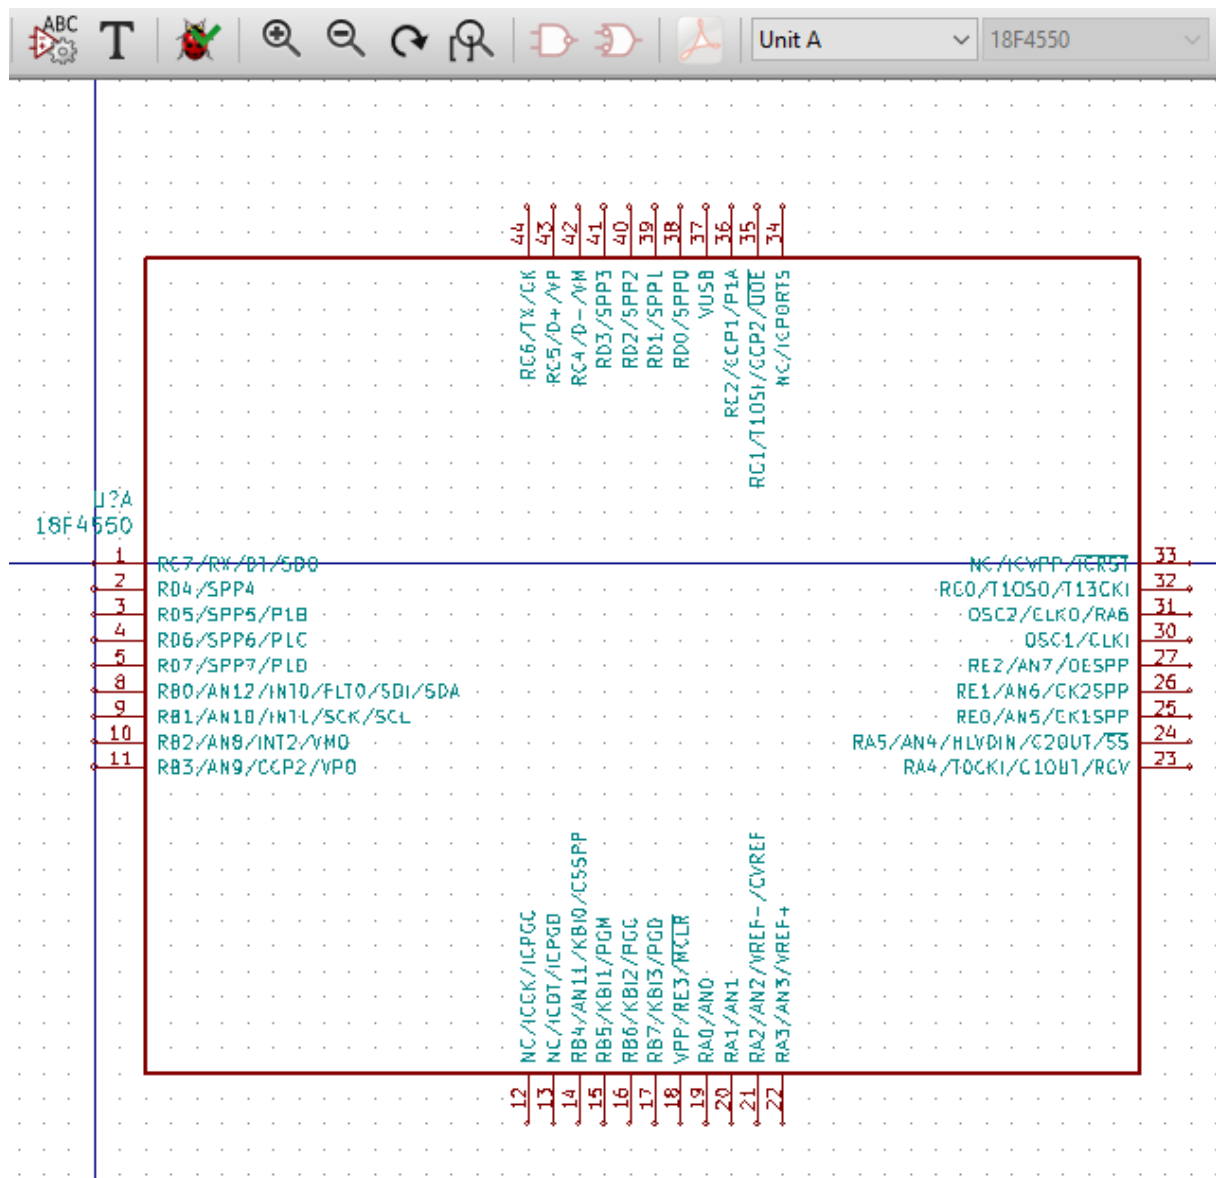 ABC
T
Unit A
18F4550
44
43
42
41
40
39
38
37
36
35
34
RC6/TX/CK
RC5/D+/VP
RC4/D-/VM
RD3/SPP3
RD2/SPP2
RD1/SPP1
RD0/SPP0
VUSB
RC2/CCP1/P1A
RC1/T1OSI/CCP2/UOE
NC/ICPORTS
U?A
18F4550
1 RC7/RX/DT/SDO
2 RD4/SPP4
3 RD5/SPP5/P1B
4 RD6/SPP6/P1C
5 RD7/SPP7/P1D
8 RB0/AN12/INT0/FLT0/SDI/SDA
9 RB1/AN10/INT1/SCK/SCL
10 RB2/AN8/INT2/VMO
11 RB3/AN9/CCP2/VPO
NC/ICVPP/ICRST 33
RC0/T1OSO/T13CKI 32
OSC2/CLKO/RA6 31
OSC1/CLKI 30
RE2/AN7/OESPP 27
RE1/AN6/CK2SPP 26
RE0/AN5/CK1SPP 25
RA5/AN4/HLVDIN/C2OUT/SS 24
RA4/T0CKI/C1OUT/RCV 23
NC/ICCK/ICPGC
NC/ICDT/ICPGD
RB4/AN11/KBI0/CSSPP
RB5/KBI1/PGM
RB6/KBI2/PGC
RB7/KBI3/PGD
VPP/RE3/MCLR
RA0/AN0
RA1/AN1
RA2/AN2/VREF-/CVREF
RA3/AN3/VREF+
12
13
14
15
16
17
18
19
20
21
22